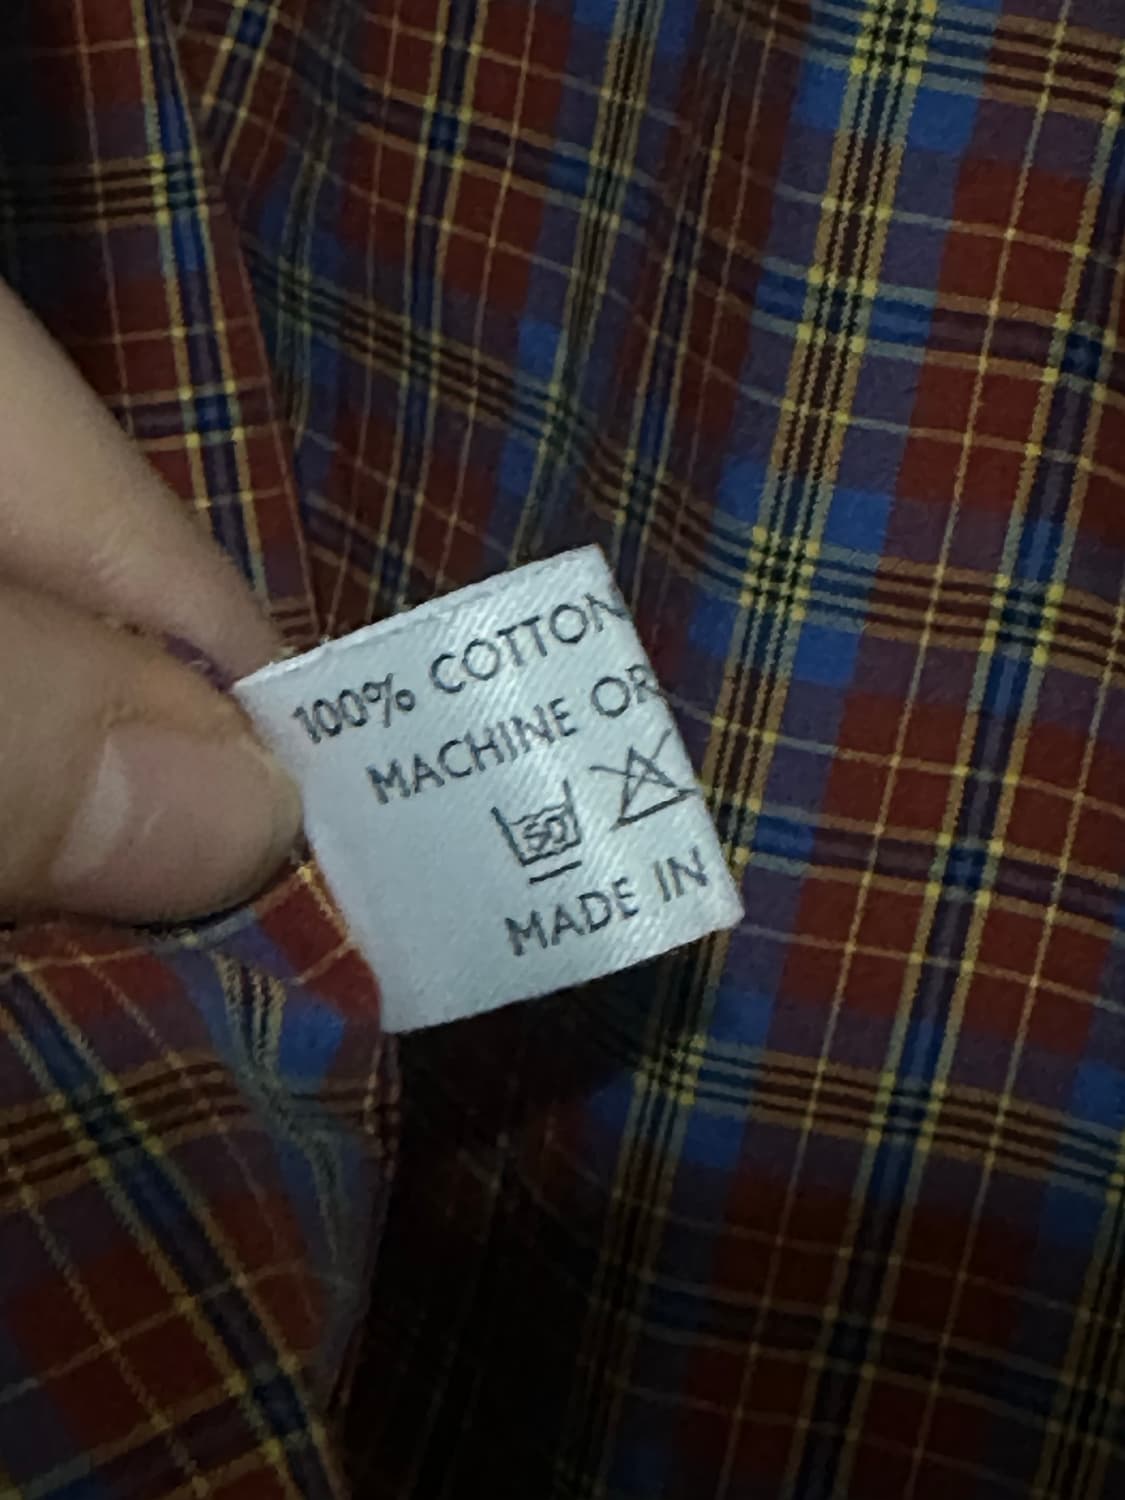 100% COTTON
MACHINE OR
50
MADE IN